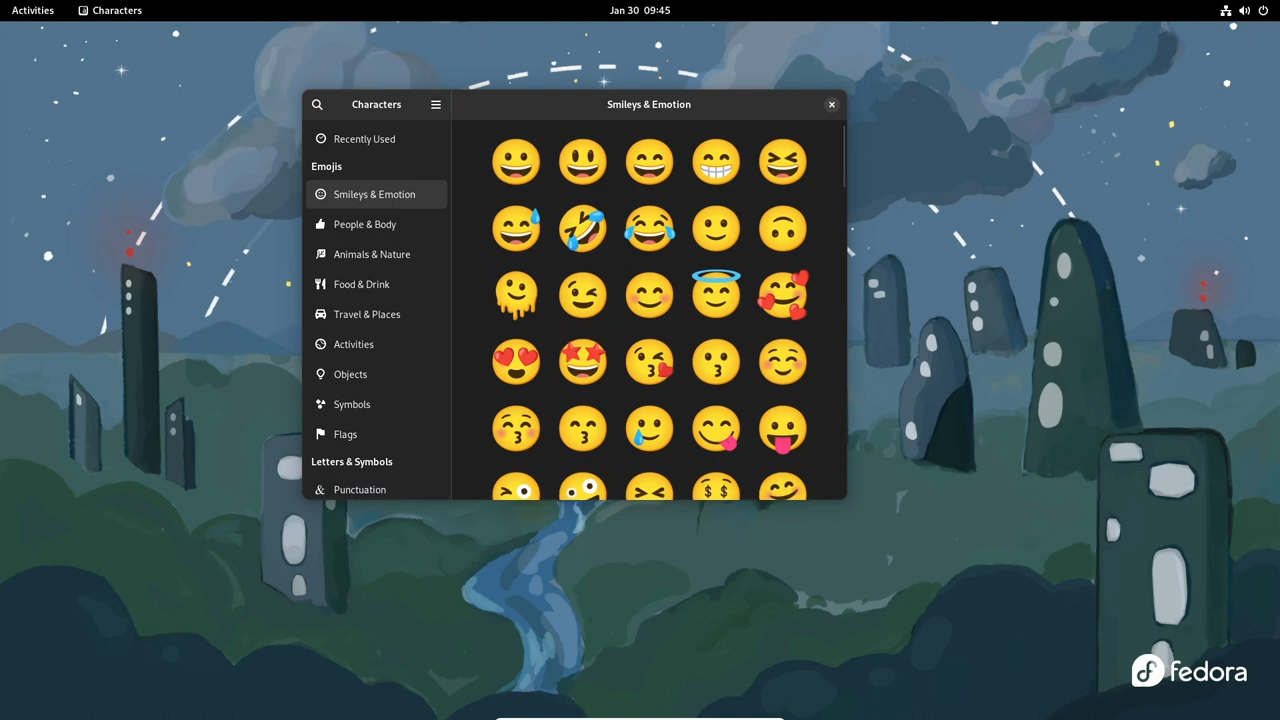 Activities
Characters
Jan 30 09:45
Characters
Smileys & Emotion
Recently Used
Emojis
Smileys & Emotion
People & Body
Animals & Nature
Food & Drink
Travel & Places
Activities
Objects
Symbols
Flags
Letters & Symbols
& Punctuation
fedora